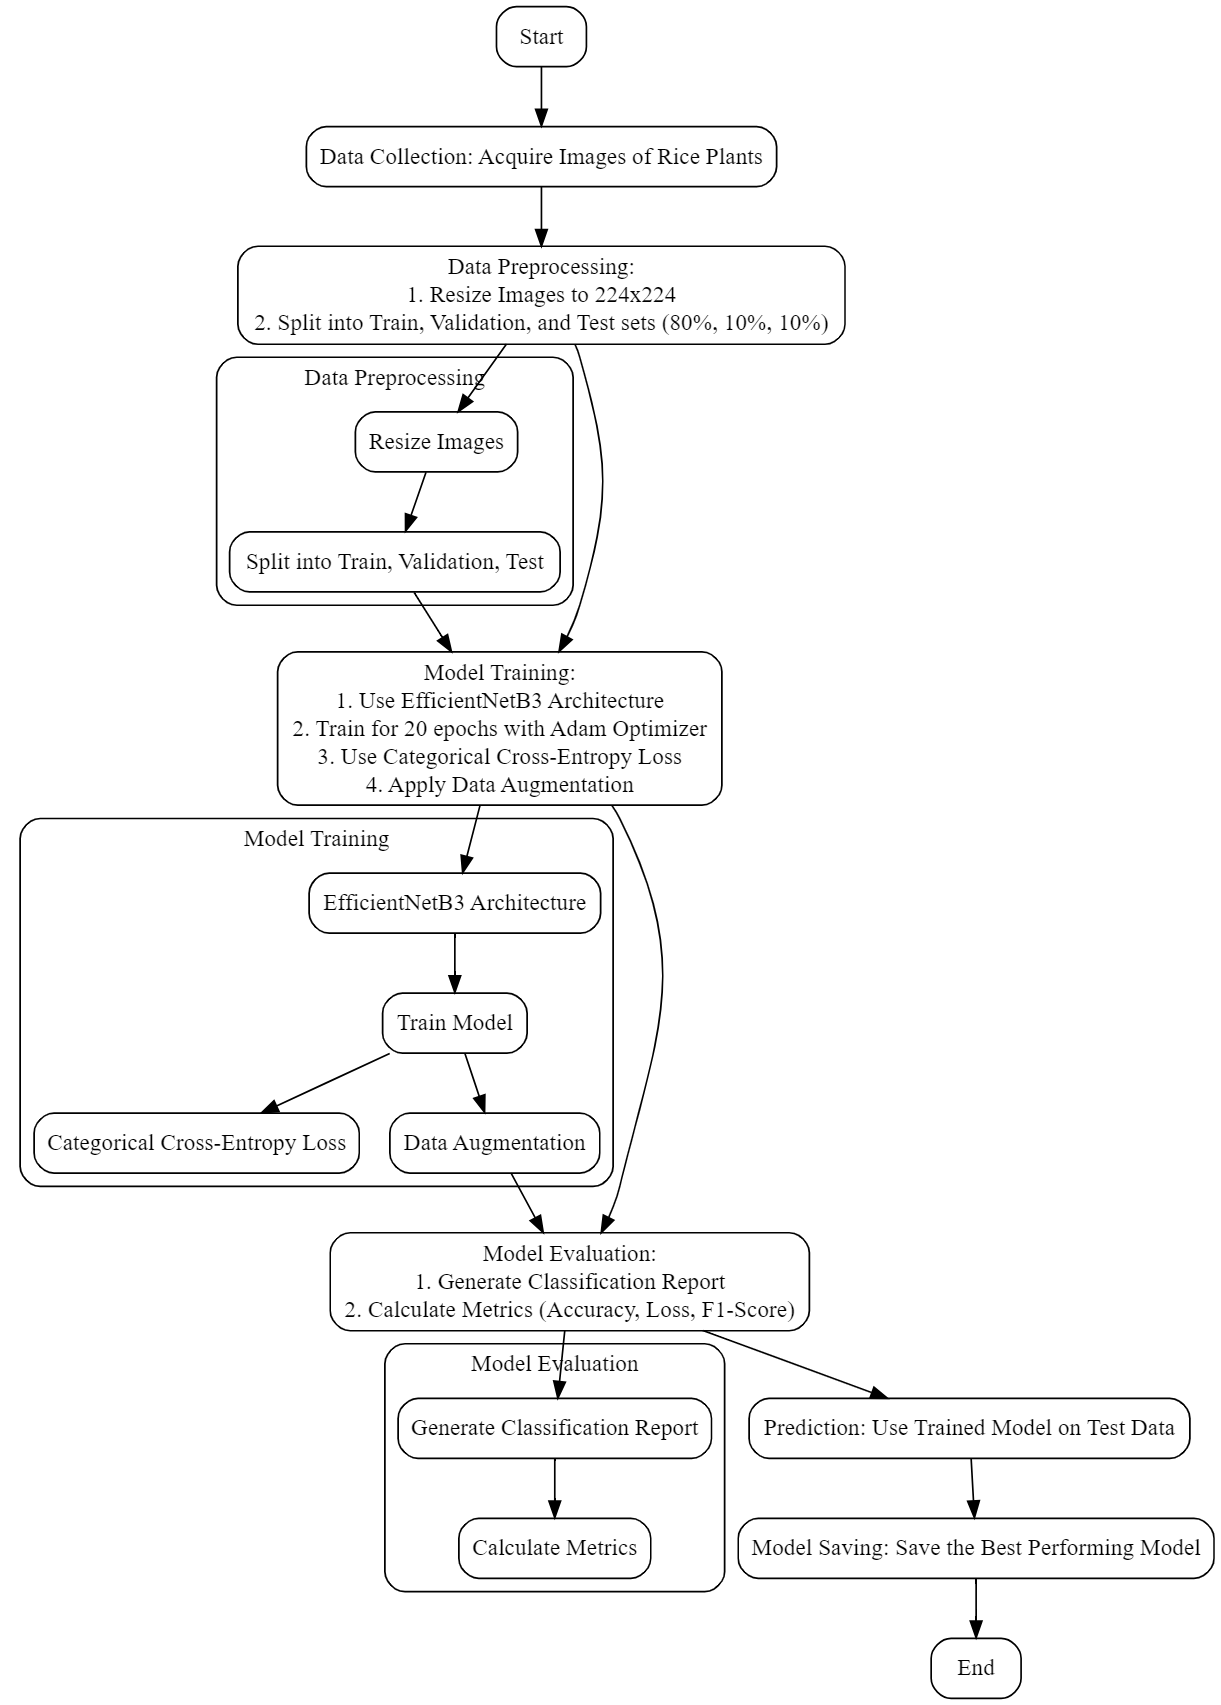 Start
Data Collection: Acquire Images of Rice Plants
Data Preprocessing:
1. Resize Images to 224x224
2. Split into Train, Validation, and Test sets (80%, 10%, 10%)
Data Preprocessing
Resize Images
Split into Train, Validation, Test
Model Training:
1. Use EfficientNetB3 Architecture
2. Train for 20 epochs with Adam Optimizer
3. Use Categorical Cross-Entropy Loss
4. Apply Data Augmentation
Model Training
EfficientNetB3 Architecture
Train Model
Categorical Cross-Entropy Loss
Data Augmentation
Model Evaluation:
1. Generate Classification Report
2. Calculate Metrics (Accuracy, Loss, F1-Score)
Model Evaluation
Generate Classification Report
Prediction: Use Trained Model on Test Data
Calculate Metrics
Model Saving: Save the Best Performing Model
End